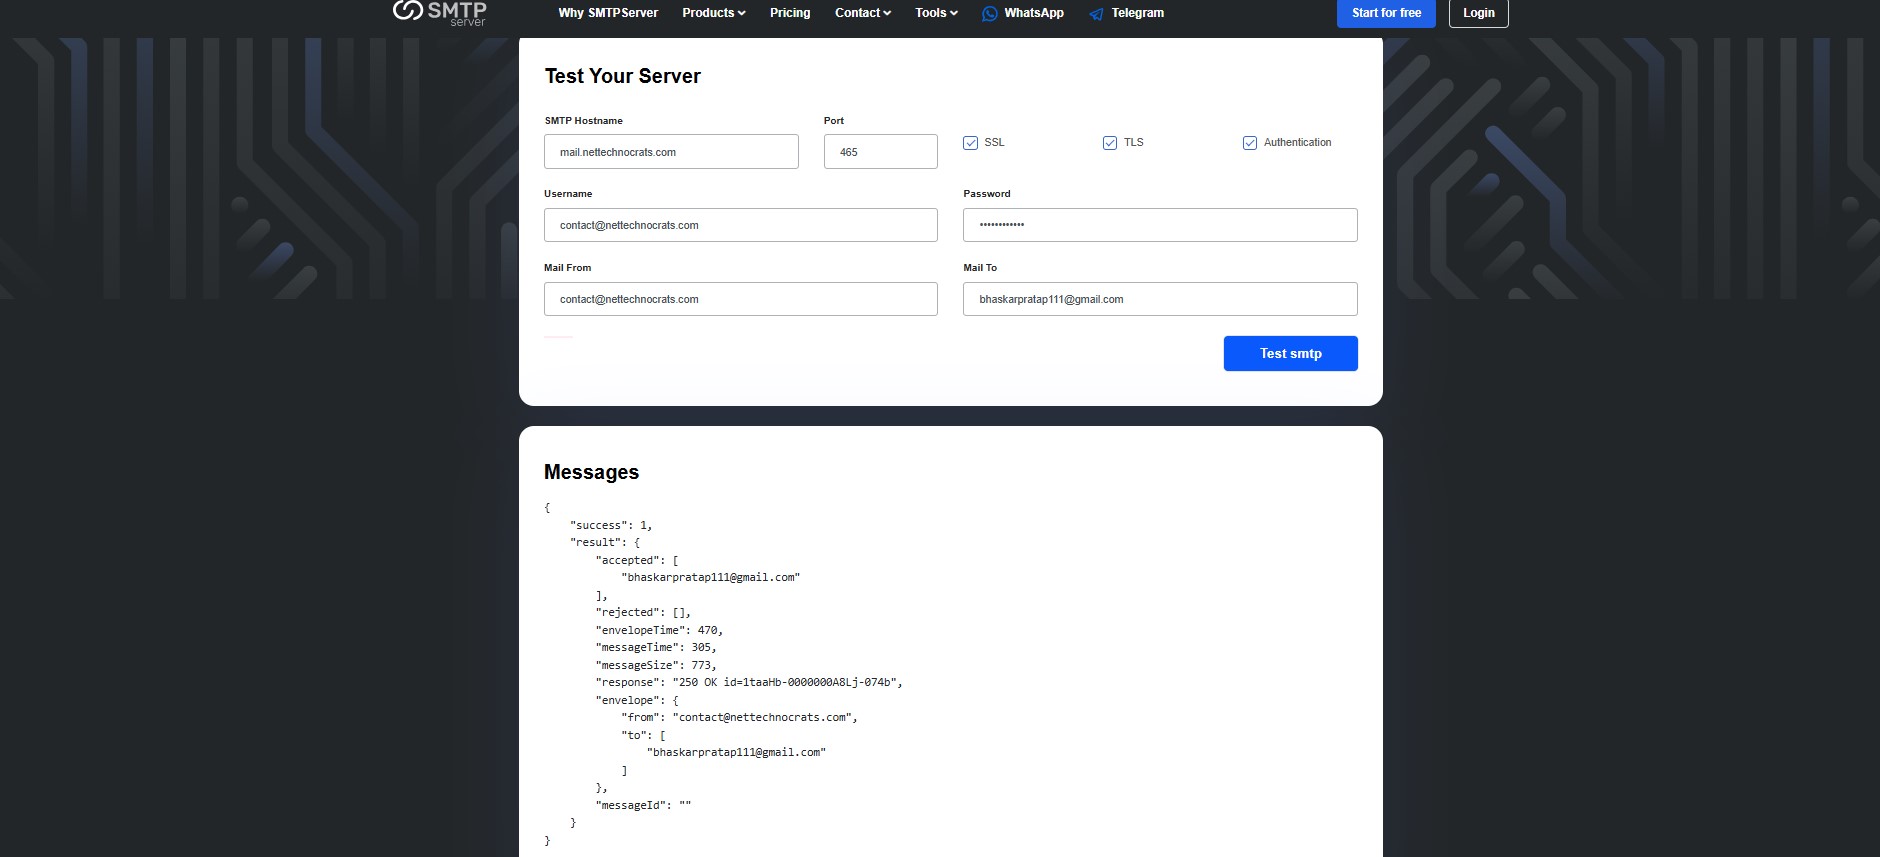 SMTP
server
Why SMTPServer Products Pricing Contact Tools WhatsApp Telegram Start for free Login
Test Your Server
SMTP Hostname Port
mail.nettechnocrats.com 465 SSL TLS Authentication
Username Password
contact@nettechnocrats.com ••••••••••••
Mail From Mail To
contact@nettechnocrats.com bhaskarpratap111@gmail.com
Test smtp
Messages
{
"success": 1,
"result": {
"accepted": [
"bhaskarpratap111@gmail.com"
],
"rejected": [],
"envelopeTime": 470,
"messageTime": 305,
"messageSize": 773,
"response": "250 OK id=1taaHb-0000000A8Lj-074b",
"envelope": {
"from": "contact@nettechnocrats.com",
"to": [
"bhaskarpratap111@gmail.com"
]
},
"messageId": ""
}
}